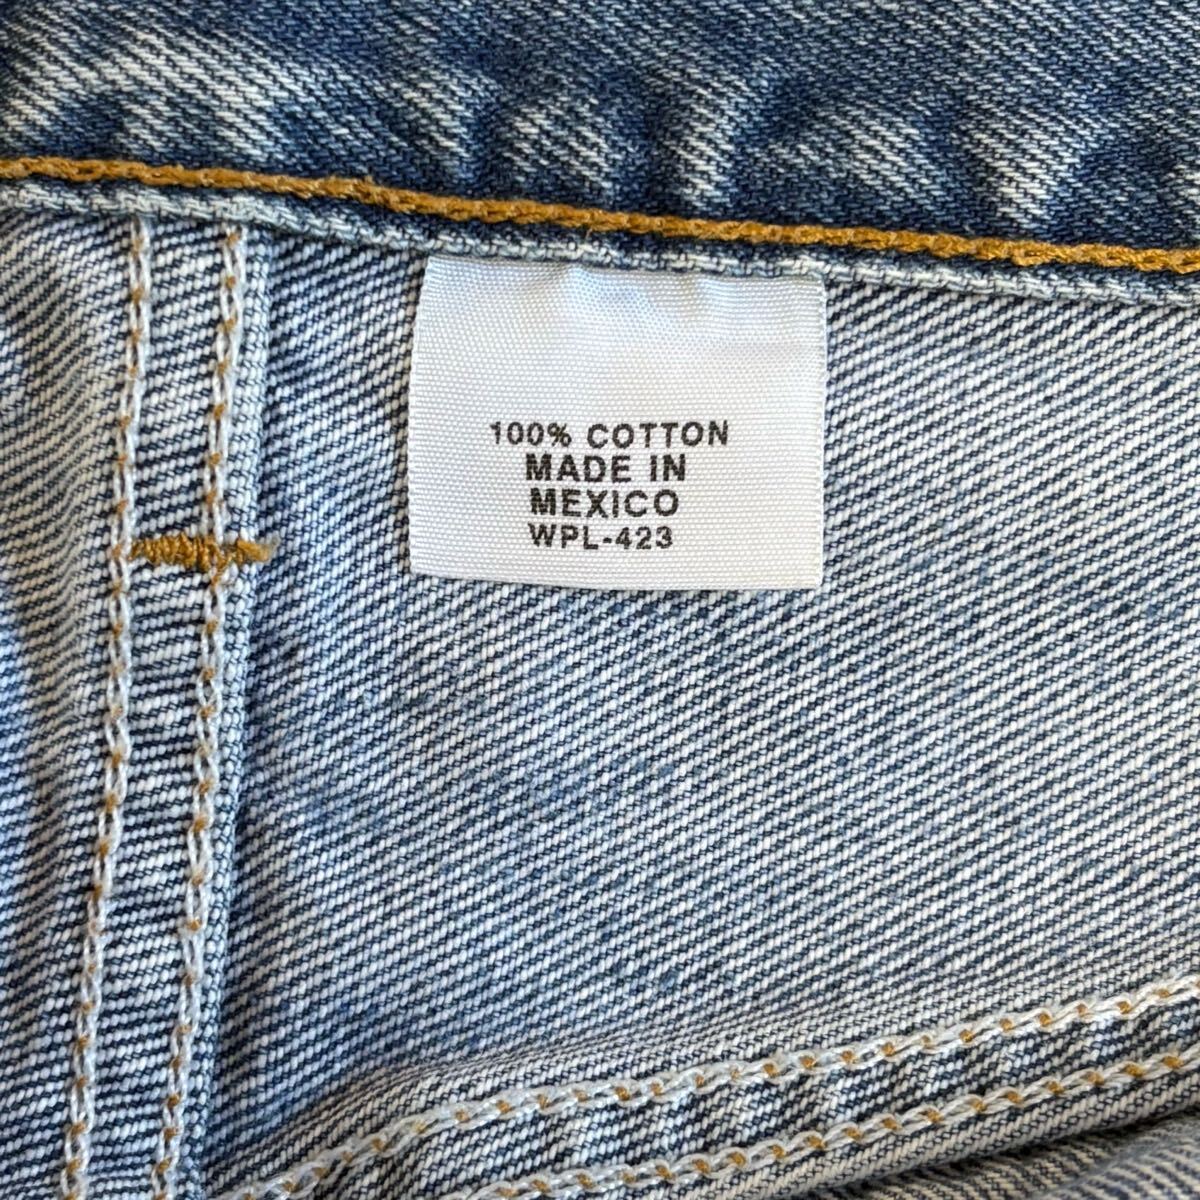 100% COTTON
MADE IN
MEXICO
WPL-423